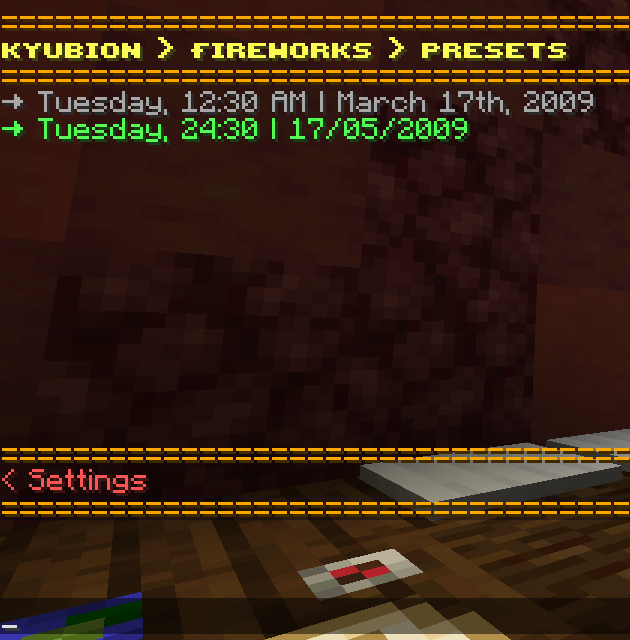 KYUBION > FIREWORKS > PRESETS
→ Tuesday, 12:30 AM | March 17th, 2009
→ Tuesday, 24:30 | 17/05/2009
< Settings
_